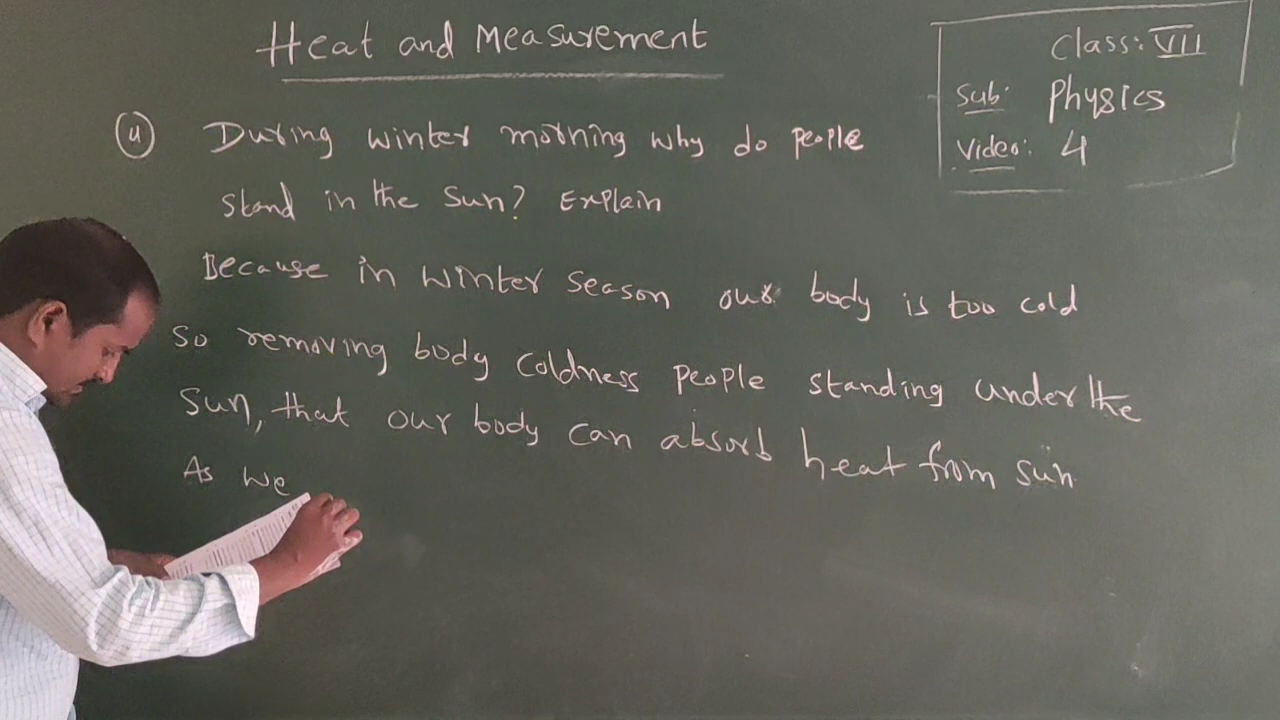 Heat and Measurement
Class: VII
Sub: Physics
Video: 4
(4) During winter morning why do people
stand in the Sun? Explain
Because in winter season our body is too cold
So removing body coldness people standing under the
Sun, that our body can absorb heat from sun
As we